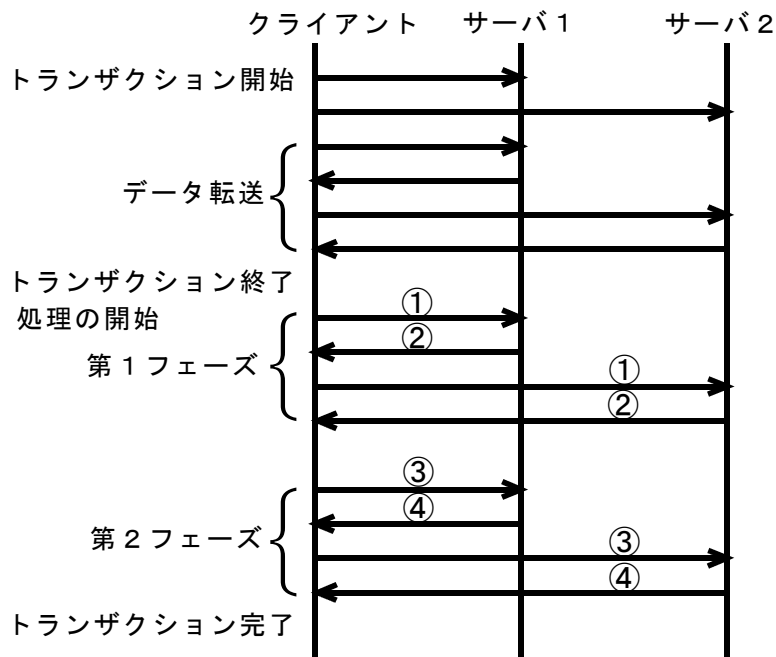 クライアント サーバ１ サーバ２
トランザクション開始
データ転送
トランザクション終了
処理の開始
①
②
第１フェーズ
①
②
③
④
第２フェーズ
③
④
トランザクション完了